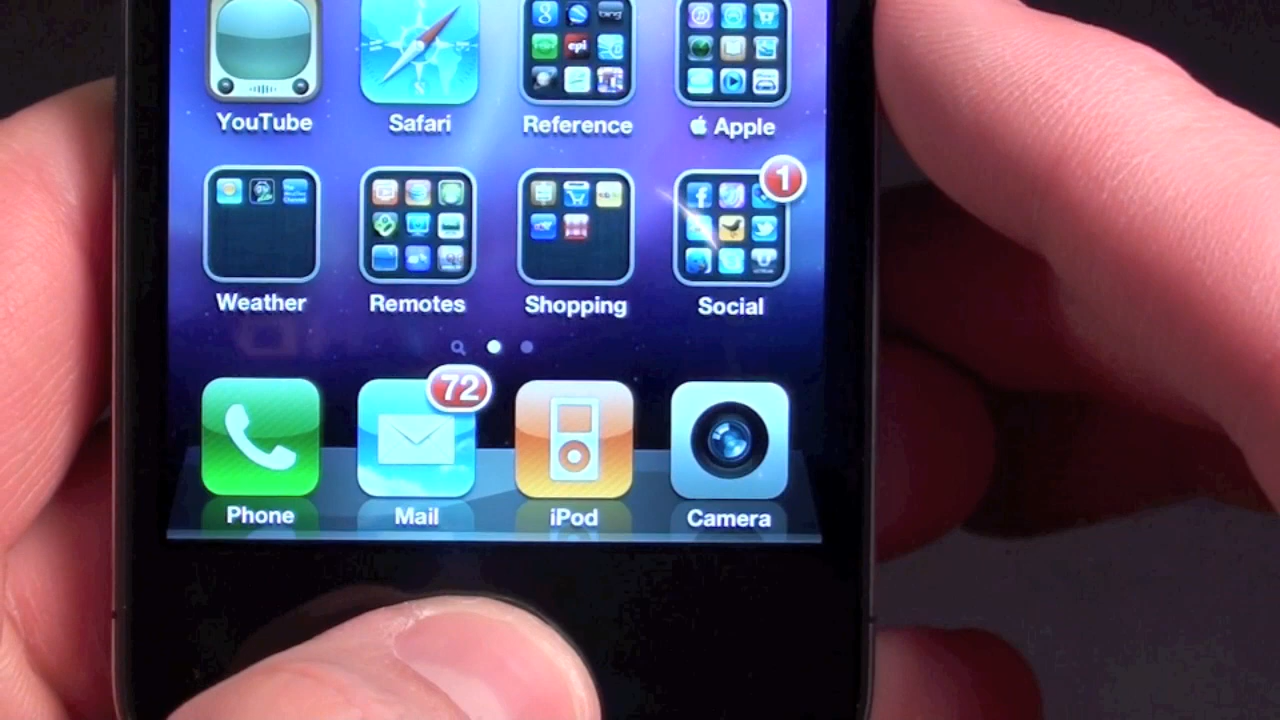 YouTube Safari Reference Apple
1
Weather Remotes Shopping Social
72
Phone Mail iPod Camera